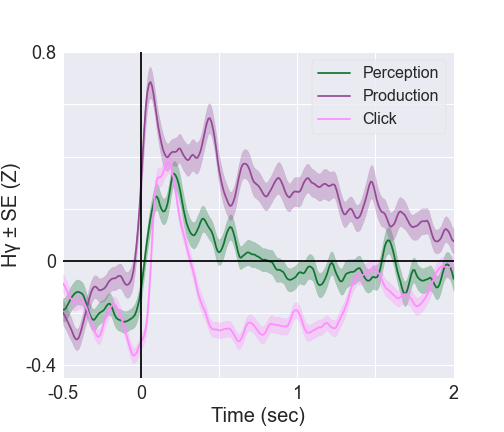 0.8
Perception
Production
Click
Hγ ± SE (Z)
0
-0.4
-0.5
0
1
2
Time (sec)